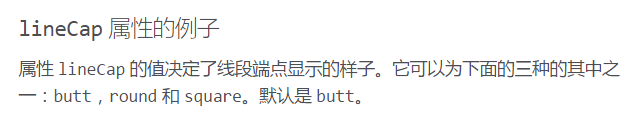 lineCap 属性的例子
属性 lineCap 的值决定了线段端点显示的样子。它可以为下面的三种的其中之
一：butt，round 和 square。默认是 butt。